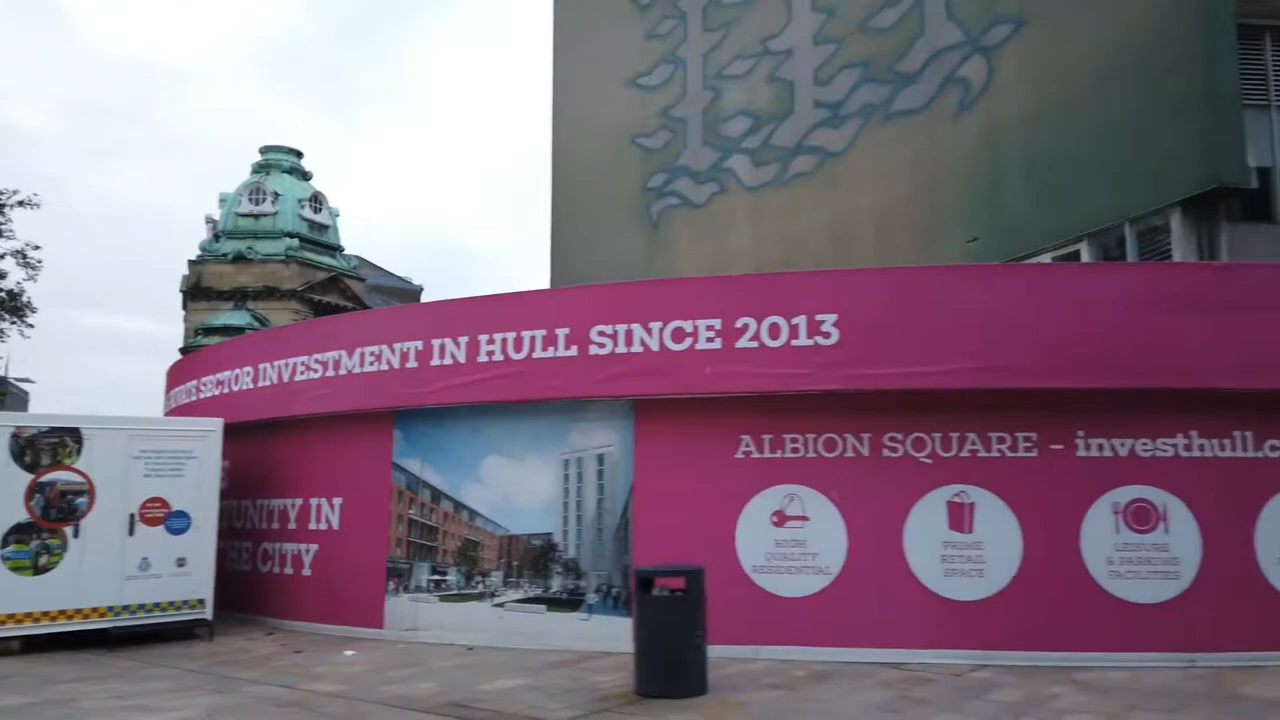 SECTOR INVESTMENT IN HULL SINCE 2013
ALBION SQUARE - investhull.c
UNITY IN
HE CITY
HIGH
QUALITY
RESIDENTIAL
PRIME
RETAIL
SPACE
LEISURE
& PARKING
FACILITIES